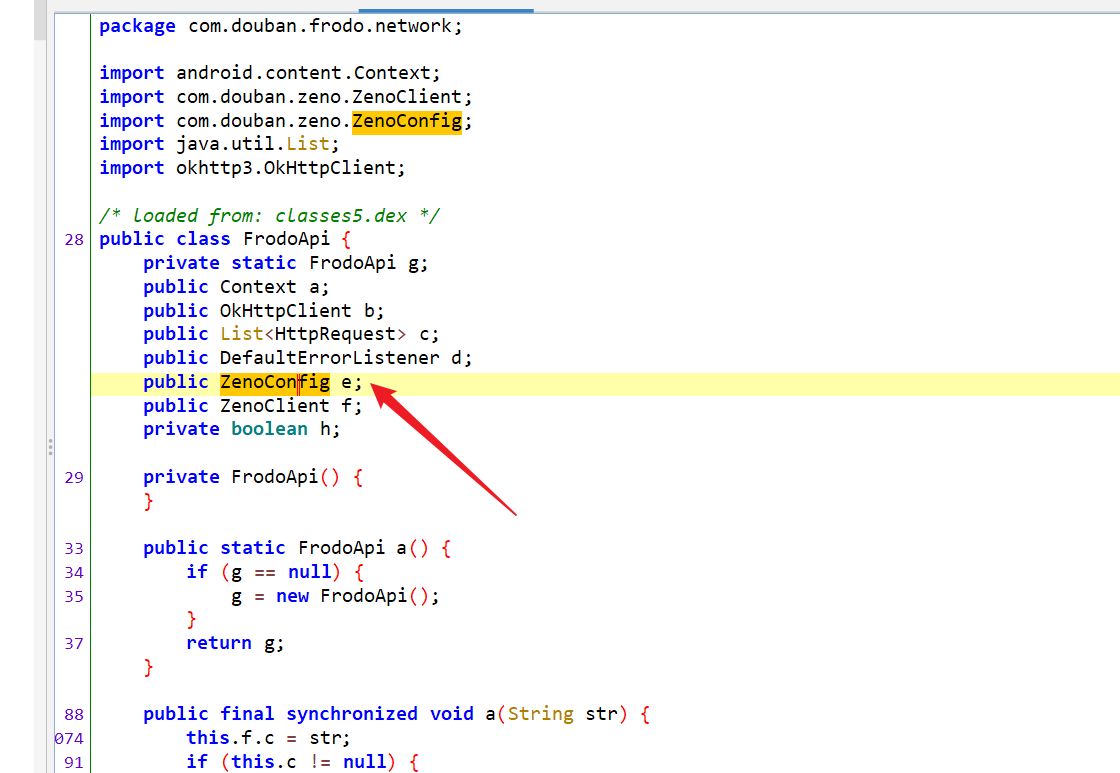 package com.douban.frodo.network;
import android.content.Context;
import com.douban.zeno.ZenoClient;
import com.douban.zeno.ZenoConfig;
import java.util.List;
import okhttp3.OkHttpClient;
/* loaded from: classes5.dex */
28 public class FrodoApi {
private static FrodoApi g;
public Context a;
public OkHttpClient b;
public List<HttpRequest> c;
public DefaultErrorListener d;
public ZenoConfig e;
public ZenoClient f;
private boolean h;
29 private FrodoApi() {
}
33 public static FrodoApi a() {
34 if (g == null) {
35 g = new FrodoApi();
}
37 return g;
}
88 public final synchronized void a(String str) {
074 this.f.c = str;
91 if (this.c != null) {